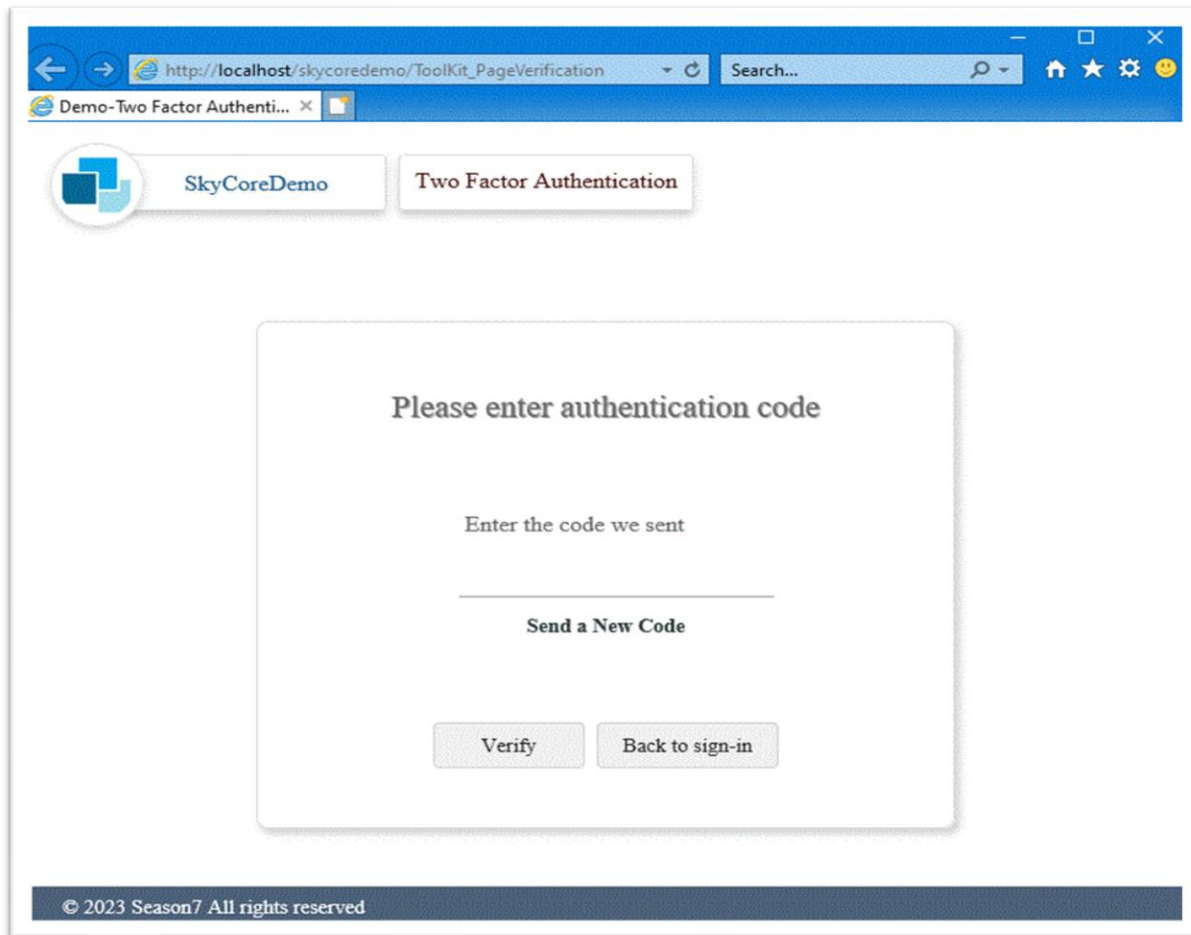 http://localhost/skycoredemo/ToolKit_PageVerification
Search...
Demo-Two Factor Authenti...
SkyCoreDemo
Two Factor Authentication
Please enter authentication code
Enter the code we sent
Send a New Code
Verify
Back to sign-in
© 2023 Season7 All rights reserved